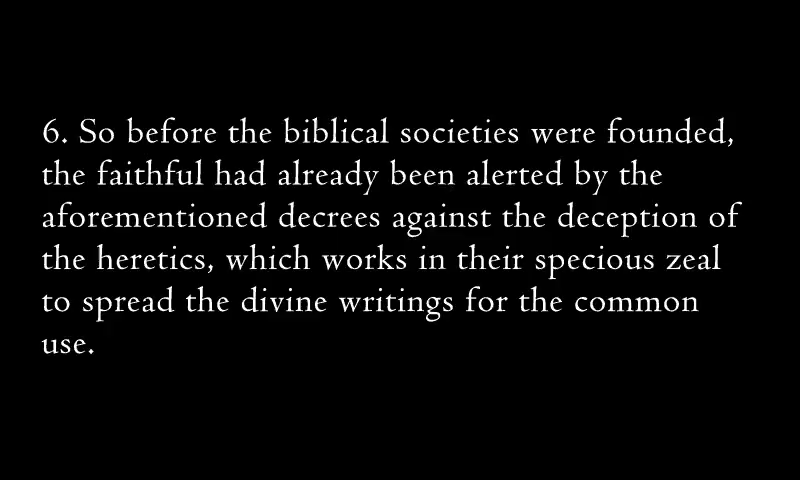 6. So before the biblical societies were founded,
the faithful had already been alerted by the
aforementioned decrees against the deception of
the heretics, which works in their specious zeal
to spread the divine writings for the common
use.